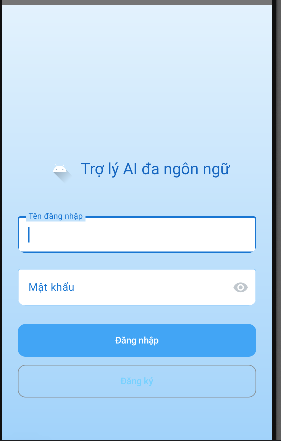 Trợ lý AI đa ngôn ngữ
Tên đăng nhập
Mật khẩu
Đăng nhập
Đăng ký